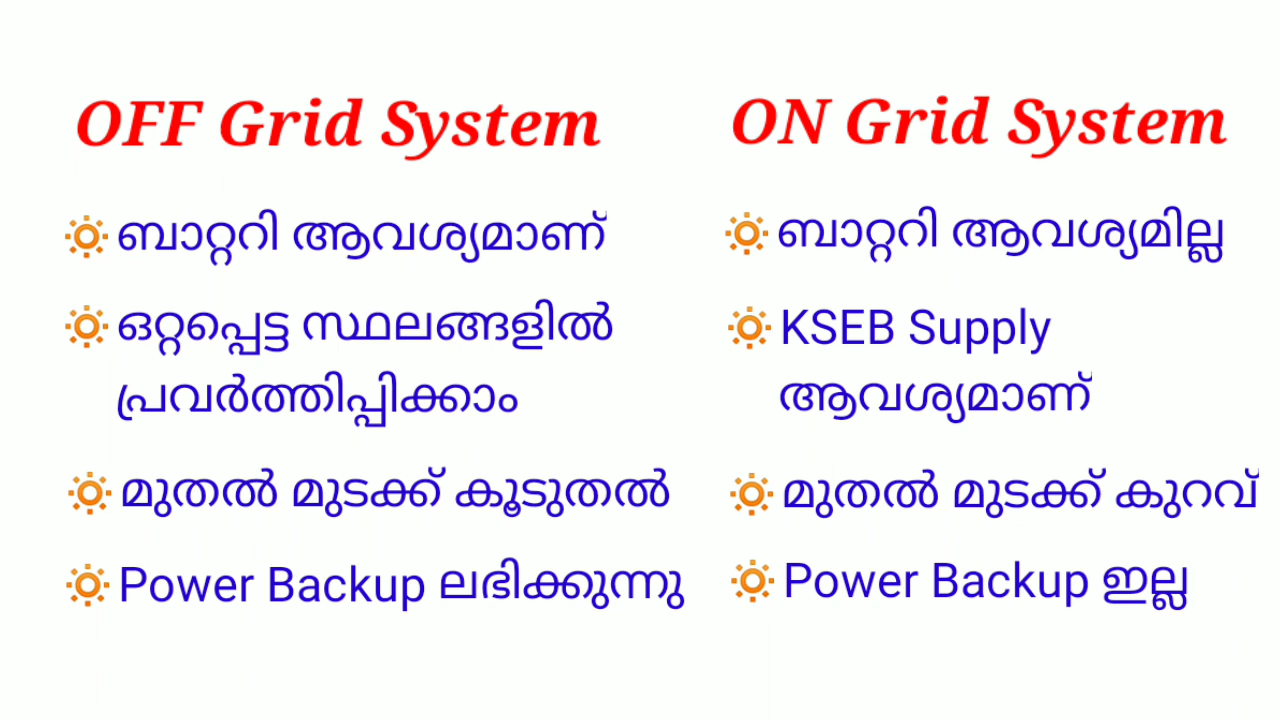 OFF Grid System
ബാറ്ററി ആവശ്യമാണ്
ഒറ്റപ്പെട്ട സ്ഥലങ്ങളിൽ
പ്രവർത്തിപ്പിക്കാം
മുതൽ മുടക്ക് കൂടുതൽ
Power Backup ലഭിക്കുന്നു
ON Grid System
ബാറ്ററി ആവശ്യമില്ല
KSEB Supply
ആവശ്യമാണ്
മുതൽ മുടക്ക് കുറവ്
Power Backup ഇല്ല